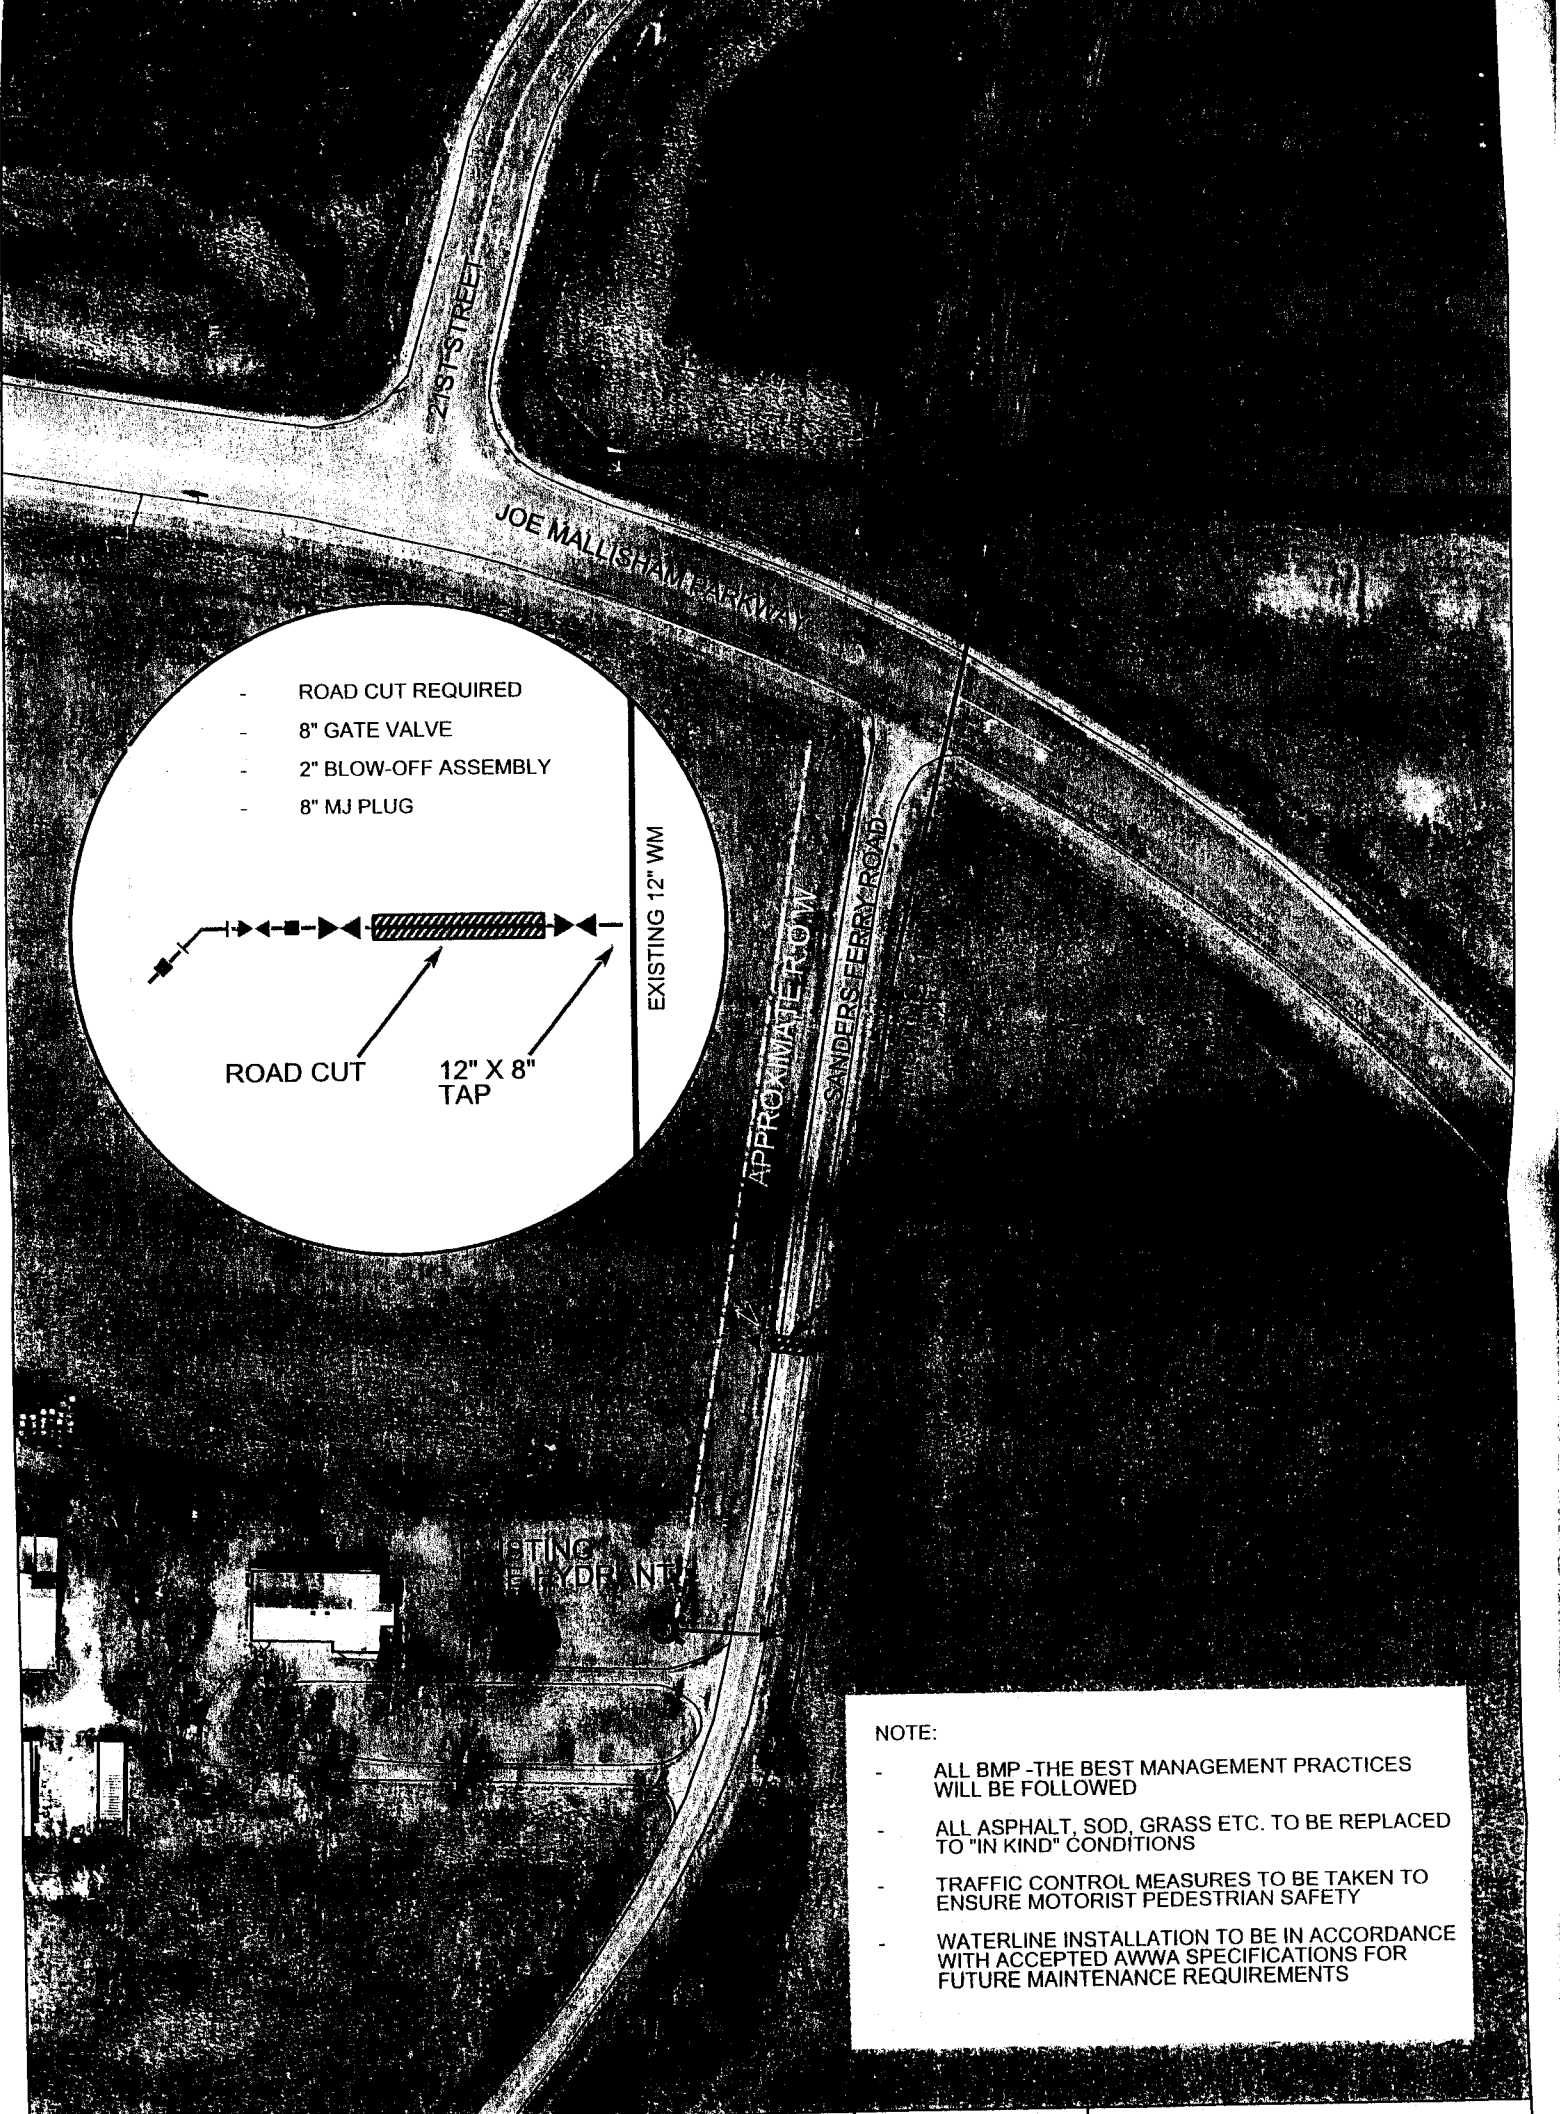 21ST STREET
JOE MALLISHAM PARKWAY
- ROAD CUT REQUIRED
- 8" GATE VALVE
- 2" BLOW-OFF ASSEMBLY
- 8" MJ PLUG
EXISTING 12" WM
ROAD CUT
12" X 8"
TAP
APPROXIMATE R.O.W
SANDERS FERRY ROAD
HYDRANT
NOTE:
- ALL BMP -THE BEST MANAGEMENT PRACTICES
WILL BE FOLLOWED
- ALL ASPHALT, SOD, GRASS ETC. TO BE REPLACED
TO "IN KIND" CONDITIONS
- TRAFFIC CONTROL MEASURES TO BE TAKEN TO
ENSURE MOTORIST PEDESTRIAN SAFETY
- WATERLINE INSTALLATION TO BE IN ACCORDANCE
WITH ACCEPTED AWWA SPECIFICATIONS FOR
FUTURE MAINTENANCE REQUIREMENTS